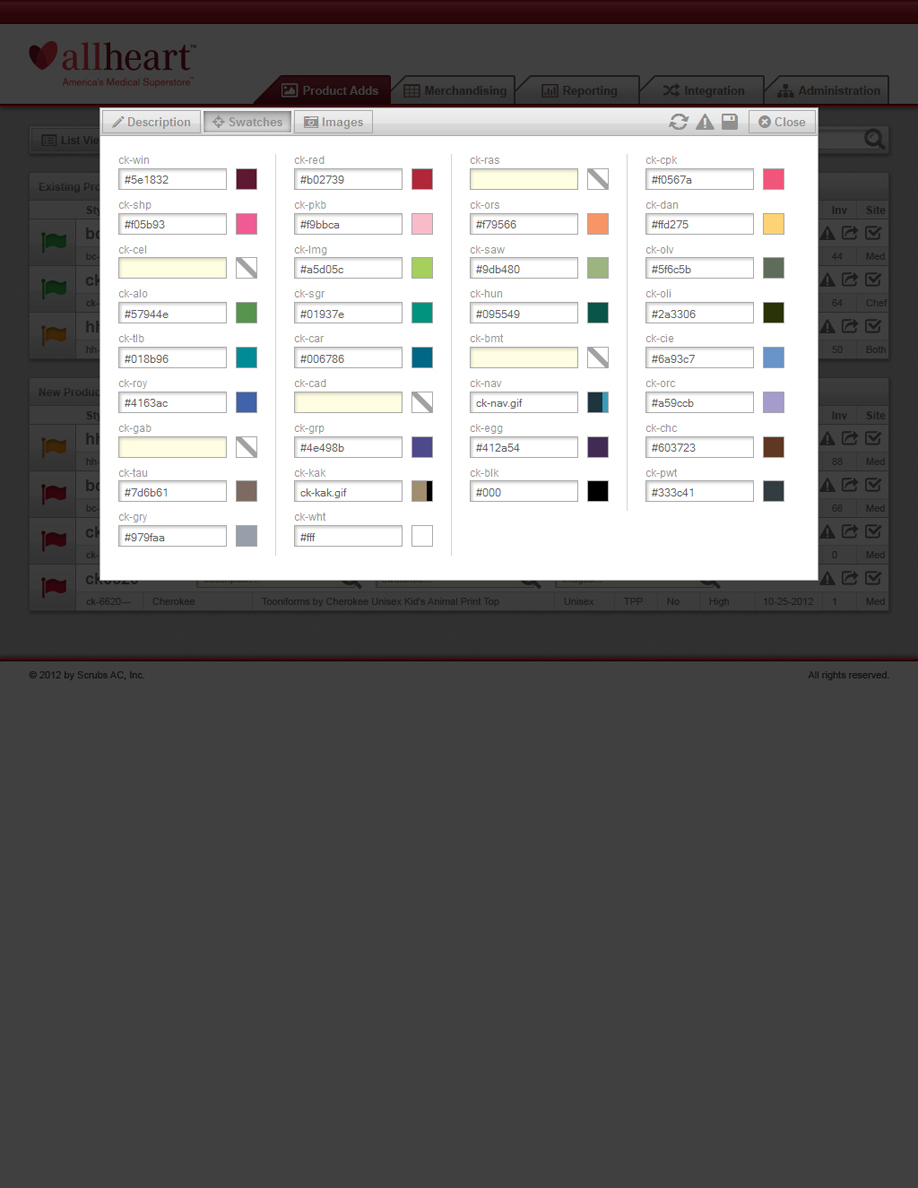 allheart™
America's Medical Superstore™
Product Adds
Merchandising
Reporting
Integration
Administration
Description
Swatches
Images
Close
List
ck-win
ck-red
ck-ras
ck-cpk
#5e1832
#b02739
#f0567a
ck-shp
ck-pkb
ck-ors
ck-dan
#f05b93
#f9bbca
#f79566
#ffd275
ck-cel
ck-lmg
ck-saw
ck-olv
#a5d05c
#9db480
#5f6c5b
ck-alo
ck-sgr
ck-hun
ck-oli
#57944e
#01937e
#095549
#2a3306
ck-tlb
ck-car
ck-bmt
ck-cie
#018b96
#006786
#6a93c7
ck-roy
ck-cad
ck-nav
ck-orc
#4163ac
ck-nav.gif
#a59ccb
ck-gab
ck-grp
ck-egg
ck-chc
#4e498b
#412a54
#603723
ck-tau
ck-kak
ck-blk
ck-pwt
#7d6b61
ck-kak.gif
#000
#333c41
ck-gry
ck-wht
#979faa
#fff
Existing
Inv Site
44 Med
64 Chef
50 Both
New
Inv Site
88 Med
66 Med
0 Med
ck-6620— Cherokee Tooniforms by Cherokee Unisex Kid's Animal Print Top Unisex TPP No High 10-25-2012 1 Med
© 2012 by Scrubs AC, Inc.
All rights reserved.